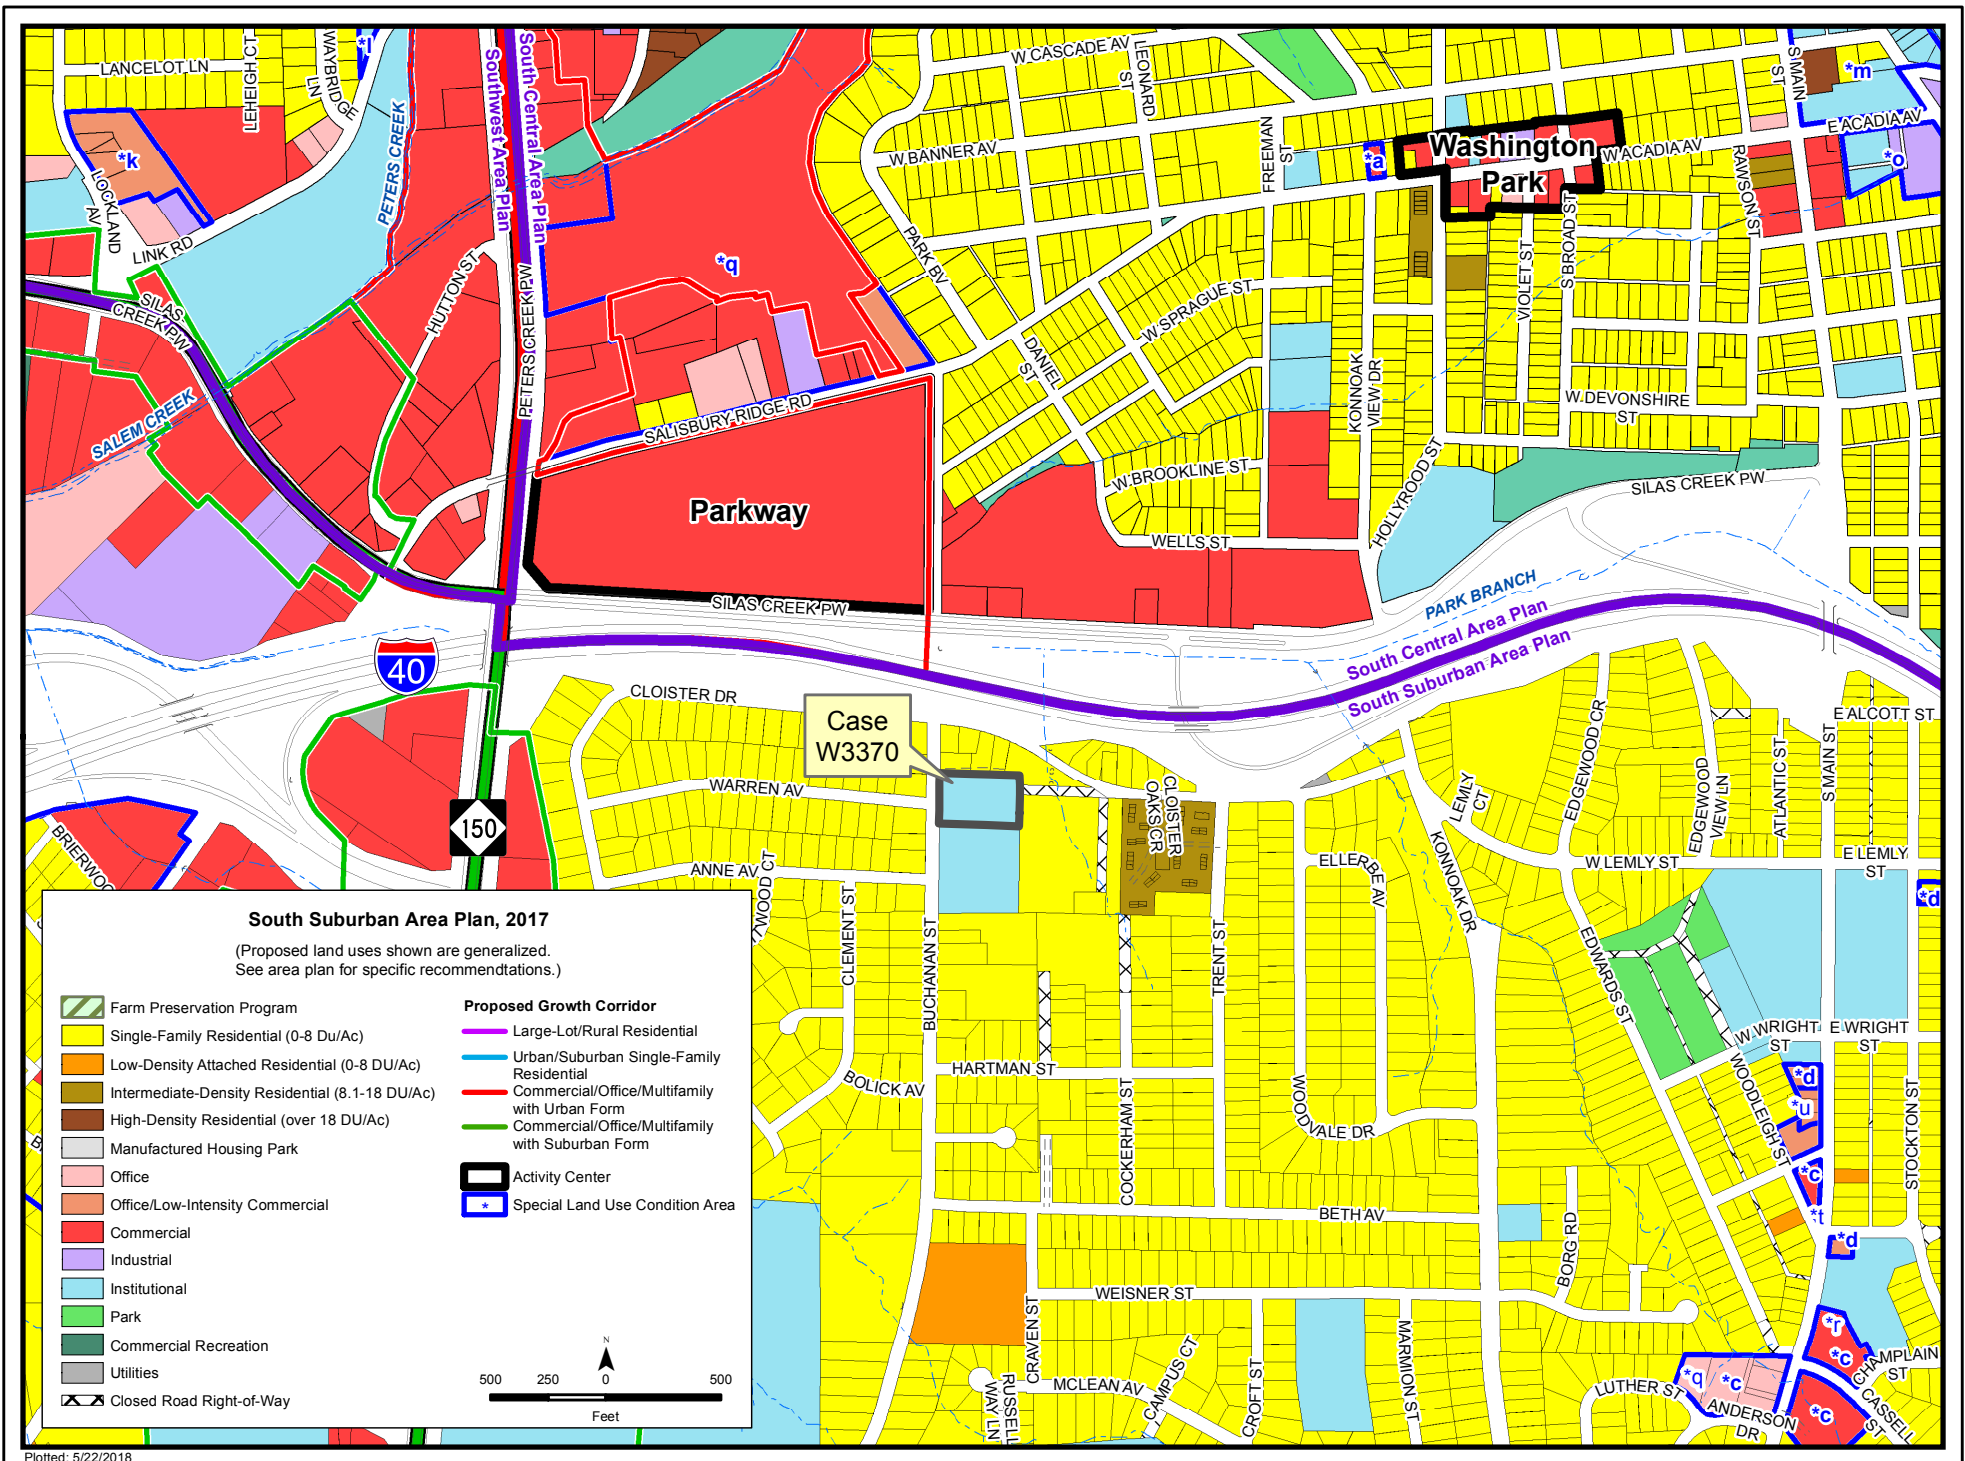 LANCELOT LN
LEHEIGH CT
WAYBRIDGE
LN
*l
PETERS CREEK
Southwest Area Plan
South Central Area Plan
W CASCADE AV
LEONARD
ST
S MAIN
ST
*m
*k
LOCKLAND
AV
LINK RD
W BANNER AV
FREEMAN
ST
*a
Washington
Park
W ACADIA AV
E ACADIA AV
*o
RAWSON ST
HUTTON ST
*q
PARK BV
W SPRAGUE ST
VIOLET ST
S BROAD ST
SILAS
CREEK PW
PETERS CREEK PW
DANIEL
ST
KONNOAK
VIEW DR
W DEVONSHIRE
ST
SALEM CREEK
SALISBURY RIDGE RD
W BROOKLINE ST
HOLLYROOD ST
SILAS CREEK PW
Parkway
WELLS ST
SILAS CREEK PW
PARK BRANCH
South Central Area Plan
South Suburban Area Plan
40
CLOISTER DR
Case
W3370
WARREN AV
CLOISTER
OAKS CR
LEMLY
CT
EDGEWOOD CR
EDGEWOOD
VIEW LN
ATLANTIC ST
S MAIN ST
E ALCOTT ST
150
BRIERWOO
ANNE AV
TWOOD CT
CLEMENT ST
BUCHANAN ST
ELLERBE AV
KONNOAK DR
W LEMLY ST
E LEMLY
ST
*d
TRENT ST
EDWARDS ST
W WRIGHT
ST
E WRIGHT
ST
HARTMAN ST
BOLICK AV
COCKERHAM ST
WOODVALE DR
WOODLEIGH ST
*d
*u
*c
*t
*d
STOCKTON ST
BETH AV
BORG RD
WEISNER ST
CRAVEN ST
RUSSELL
WAY LN
MCLEAN AV
CAMPUS CT
CROFT ST
MARMON ST
LUTHER ST
*q
*c
ANDERSON
DR
*r
*c
*c
CHAMPLAIN
ST
CASSELL
ST
South Suburban Area Plan, 2017
(Proposed land uses shown are generalized.
See area plan for specific recommendtations.)
Farm Preservation Program
Single-Family Residential (0-8 Du/Ac)
Low-Density Attached Residential (0-8 DU/Ac)
Intermediate-Density Residential (8.1-18 DU/Ac)
High-Density Residential (over 18 DU/Ac)
Manufactured Housing Park
Office
Office/Low-Intensity Commercial
Commercial
Industrial
Institutional
Park
Commercial Recreation
Utilities
Closed Road Right-of-Way
Proposed Growth Corridor
Large-Lot/Rural Residential
Urban/Suburban Single-Family
Residential
Commercial/Office/Multifamily
with Urban Form
Commercial/Office/Multifamily
with Suburban Form
Activity Center
*
Special Land Use Condition Area
N
500 250 0 500
Feet
Plotted: 5/22/2018